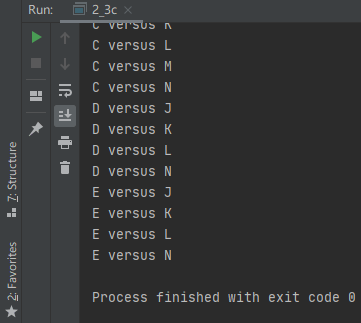 Run: 2_3c
C versus K
C versus L
C versus M
C versus N
D versus J
D versus K
D versus L
D versus N
E versus J
E versus K
E versus L
E versus N
Process finished with exit code 0
7: Structure
2: Favorites